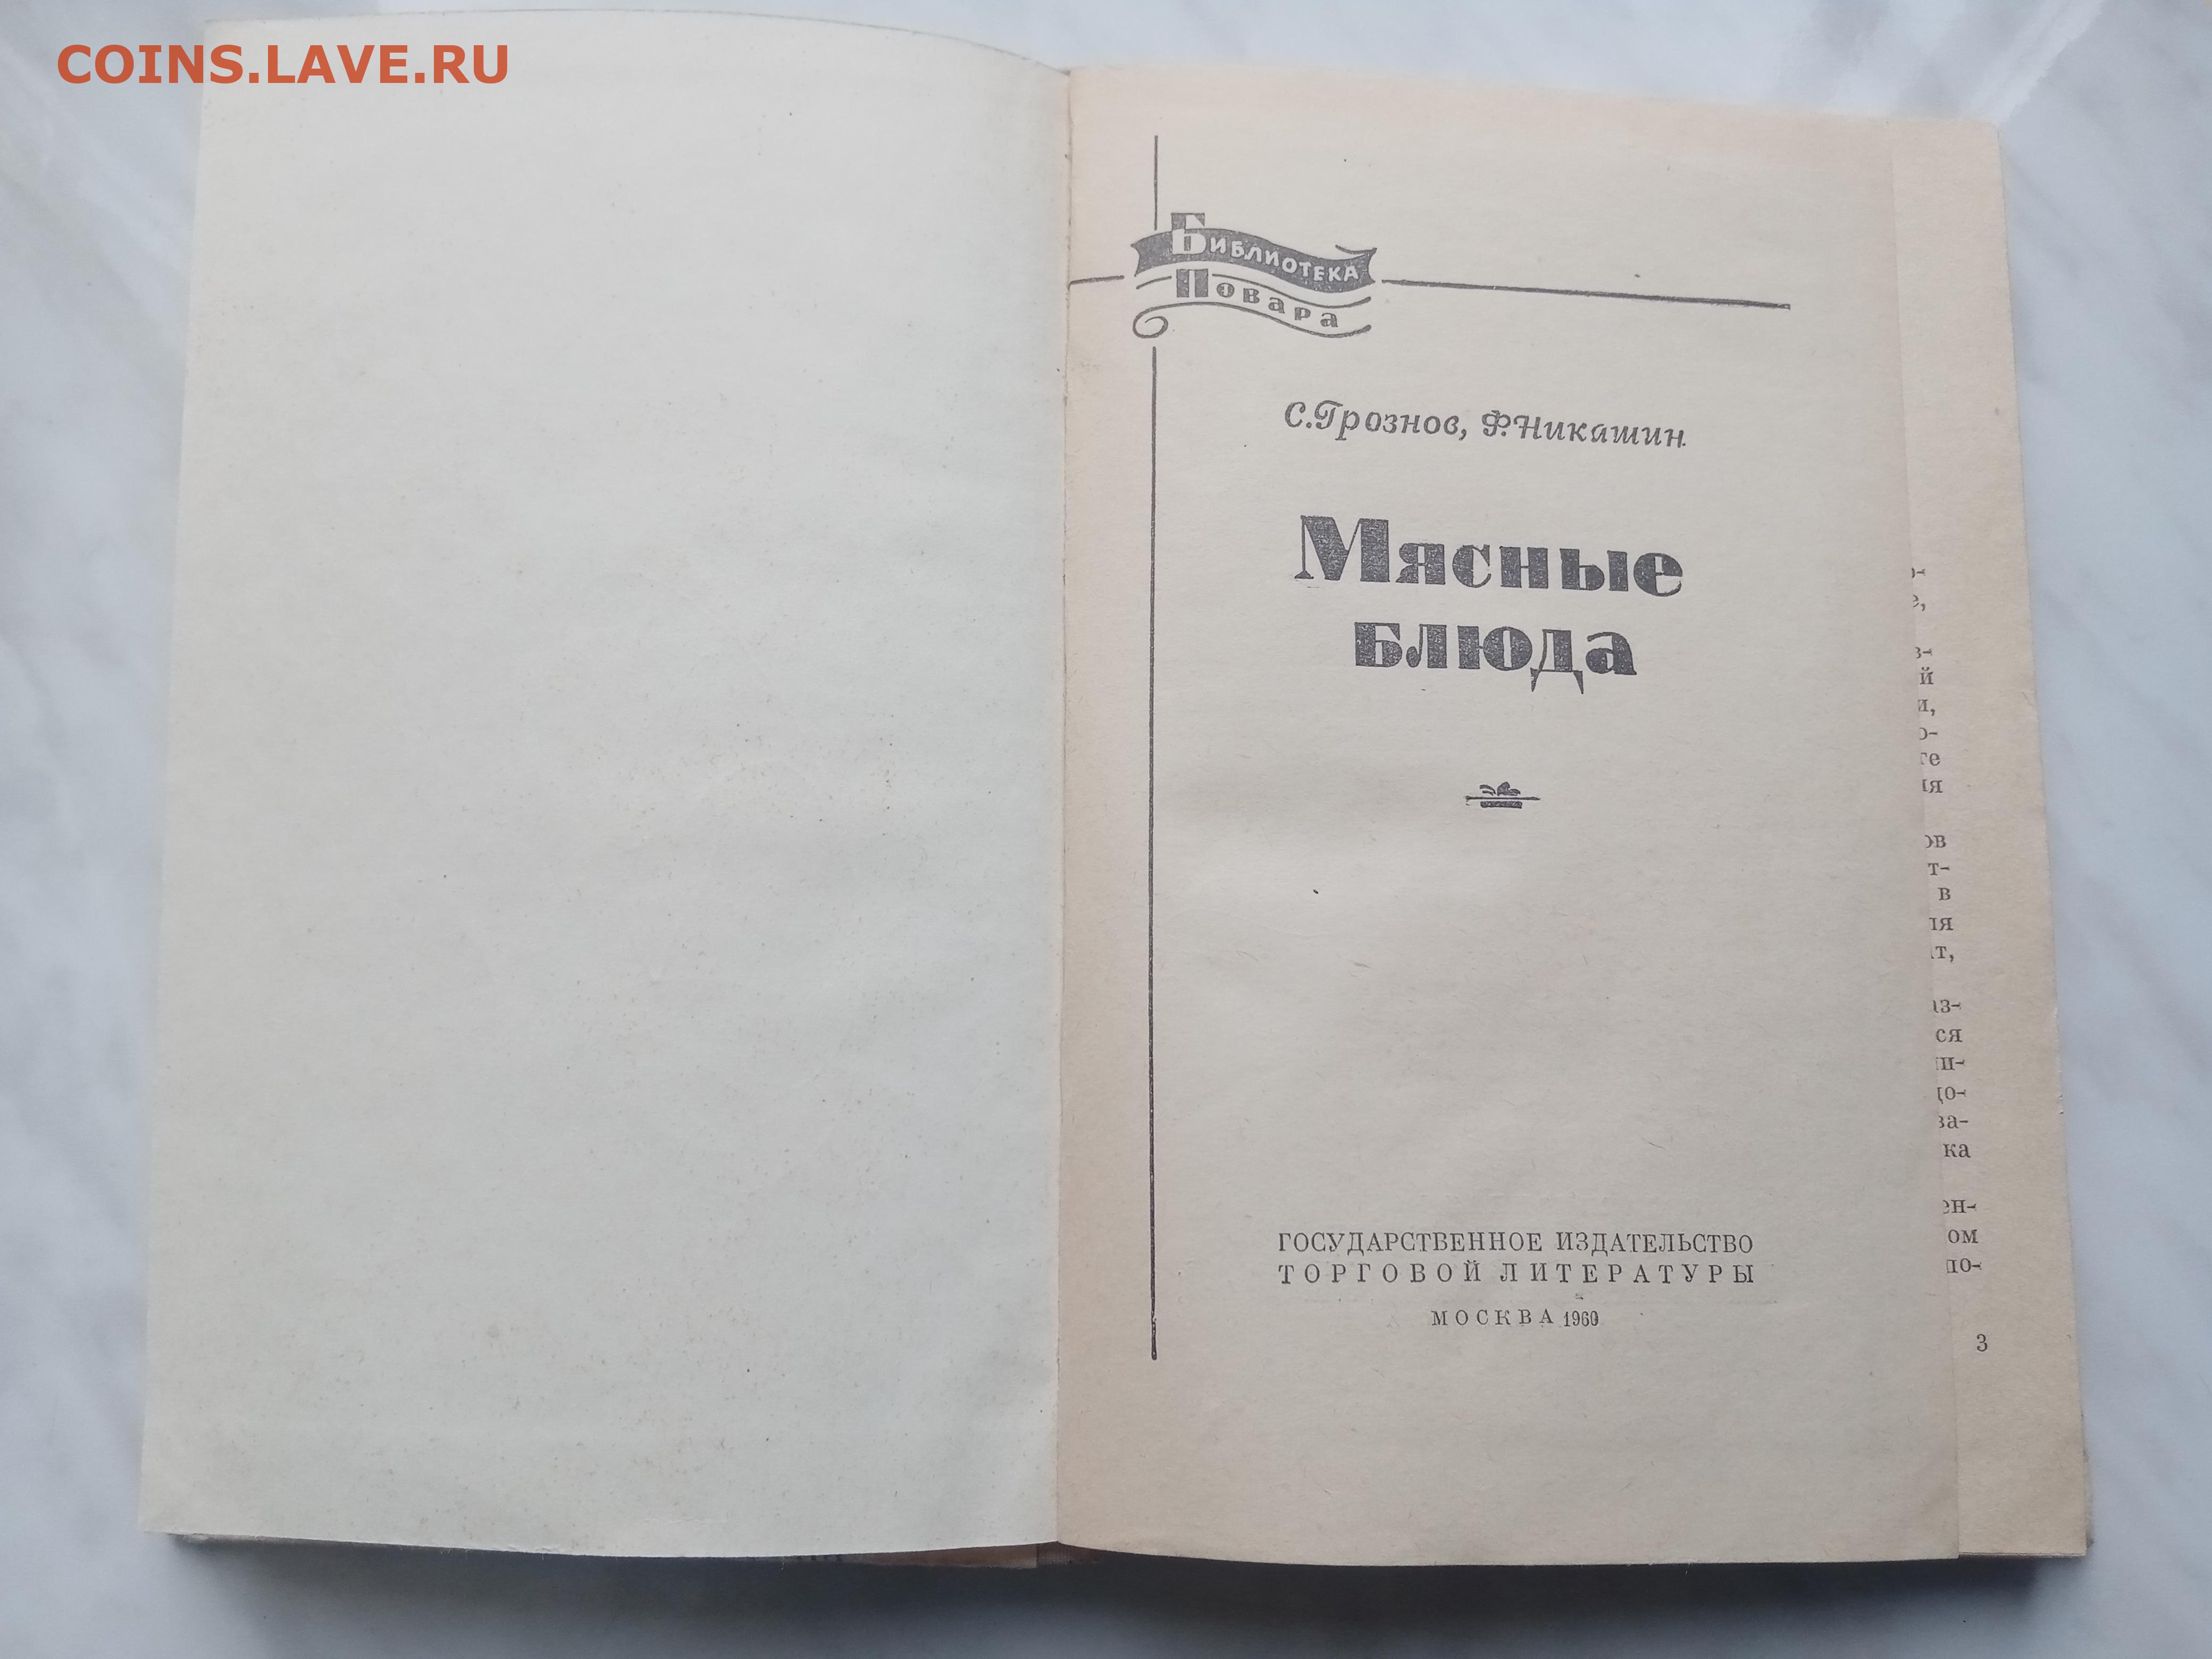 COINS.LAVE.RU
БИБЛИОТЕКА
ПОВАРА
С. Грознов, Ф. Никашин
Мясные
блюда
ГОСУДАРСТВЕННОЕ ИЗДАТЕЛЬСТВО
ТОРГОВОЙ ЛИТЕРАТУРЫ
МОСКВА 1960
3